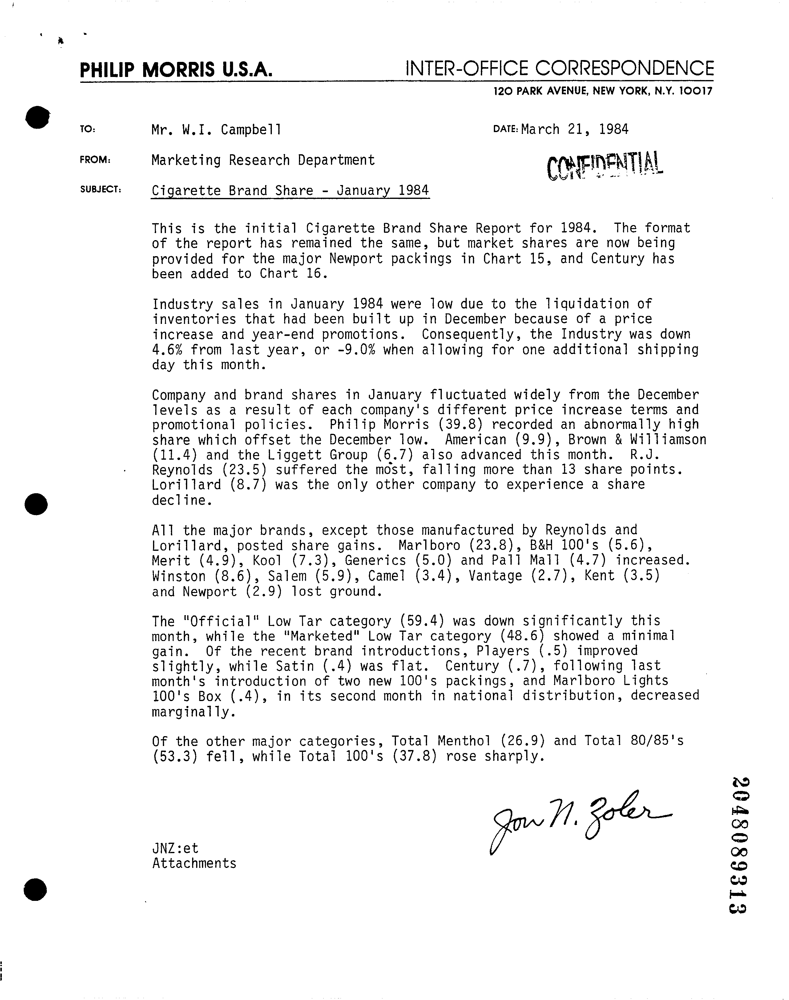 PHILIP MORRIS U.S.A. INTER-OFFICE CORRESPONDENCE
120 PARK AVENUE, NEW YORK, N.Y. 10017
TO: Mr. W.I. Campbell DATE: March 21, 1984
FROM: Marketing Research Department
CONFIDENTIAL
SUBJECT: Cigarette Brand Share - January 1984
This is the initial Cigarette Brand Share Report for 1984. The format
of the report has remained the same, but market shares are now being
provided for the major Newport packings in Chart 15, and Century has
been added to Chart 16.
Industry sales in January 1984 were low due to the liquidation of
inventories that had been built up in December because of a price
increase and year-end promotions. Consequently, the Industry was down
4.6% from last year, or -9.0% when allowing for one additional shipping
day this month.
Company and brand shares in January fluctuated widely from the December
levels as a result of each company's different price increase terms and
promotional policies. Philip Morris (39.8) recorded an abnormally high
share which offset the December low. American (9.9), Brown & Williamson
(11.4) and the Liggett Group (6.7) also advanced this month. R.J.
Reynolds (23.5) suffered the most, falling more than 13 share points.
Lorillard (8.7) was the only other company to experience a share
decline.
All the major brands, except those manufactured by Reynolds and
Lorillard, posted share gains. Marlboro (23.8), B&H 100's (5.6),
Merit (4.9), Kool (7.3), Generics (5.0) and Pall Mall (4.7) increased.
Winston (8.6), Salem (5.9), Camel (3.4), Vantage (2.7), Kent (3.5)
and Newport (2.9) lost ground.
The "Official" Low Tar category (59.4) was down significantly this
month, while the "Marketed" Low Tar category (48.6) showed a minimal
gain. Of the recent brand introductions, Players (.5) improved
slightly, while Satin (.4) was flat. Century (.7), following last
month's introduction of two new 100's packings, and Marlboro Lights
100's Box (.4), in its second month in national distribution, decreased
marginally.
Of the other major categories, Total Menthol (26.9) and Total 80/85's
(53.3) fell, while Total 100's (37.8) rose sharply.
Jon N. Zoler
JNZ:et
Attachments
2048089313